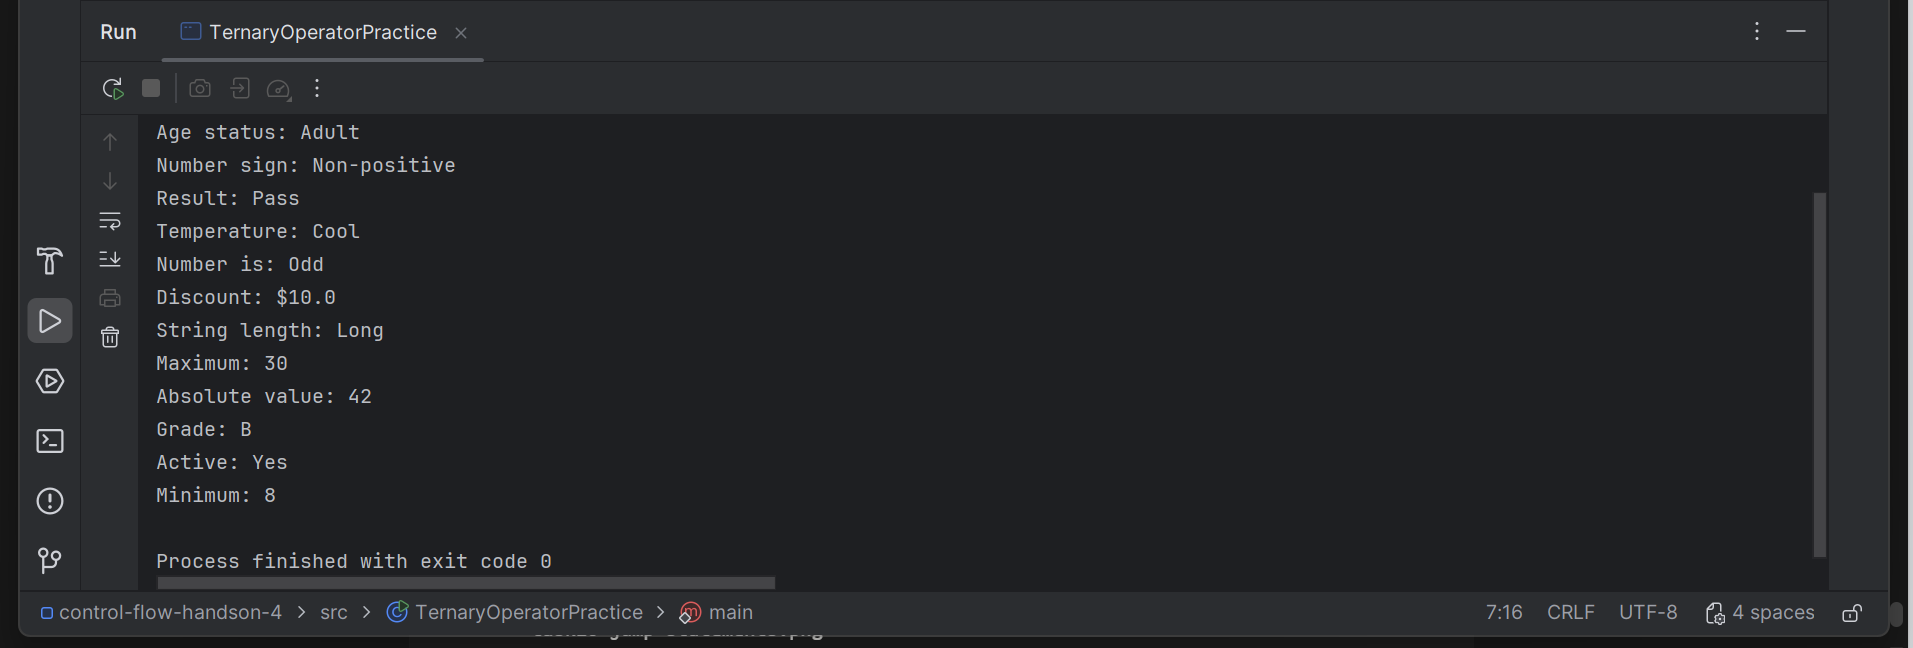 Run TernaryOperatorPractice
Age status: Adult
Number sign: Non-positive
Result: Pass
Temperature: Cool
Number is: Odd
Discount: $10.0
String length: Long
Maximum: 30
Absolute value: 42
Grade: B
Active: Yes
Minimum: 8
Process finished with exit code 0
control-flow-handson-4 > src > TernaryOperatorPractice > main 7:16 CRLF UTF-8 4 spaces